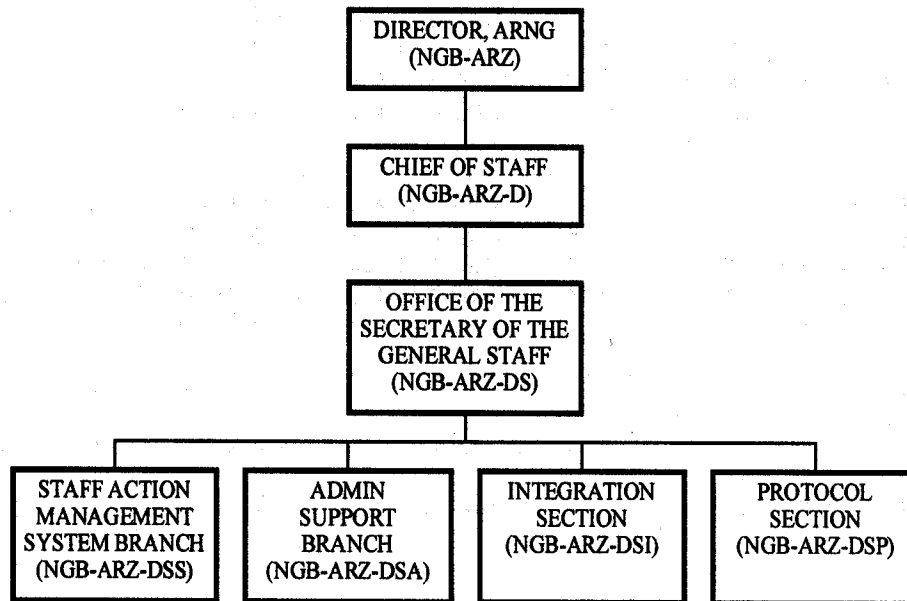 DIRECTOR, ARNG
(NGB-ARZ)
CHIEF OF STAFF
(NGB-ARZ-D)
OFFICE OF THE
SECRETARY OF THE
GENERAL STAFF
(NGB-ARZ-DS)
STAFF ACTION
MANAGEMENT
SYSTEM BRANCH
(NGB-ARZ-DSS)
ADMIN
SUPPORT
BRANCH
(NGB-ARZ-DSA)
INTEGRATION
SECTION
(NGB-ARZ-DSI)
PROTOCOL
SECTION
(NGB-ARZ-DSP)